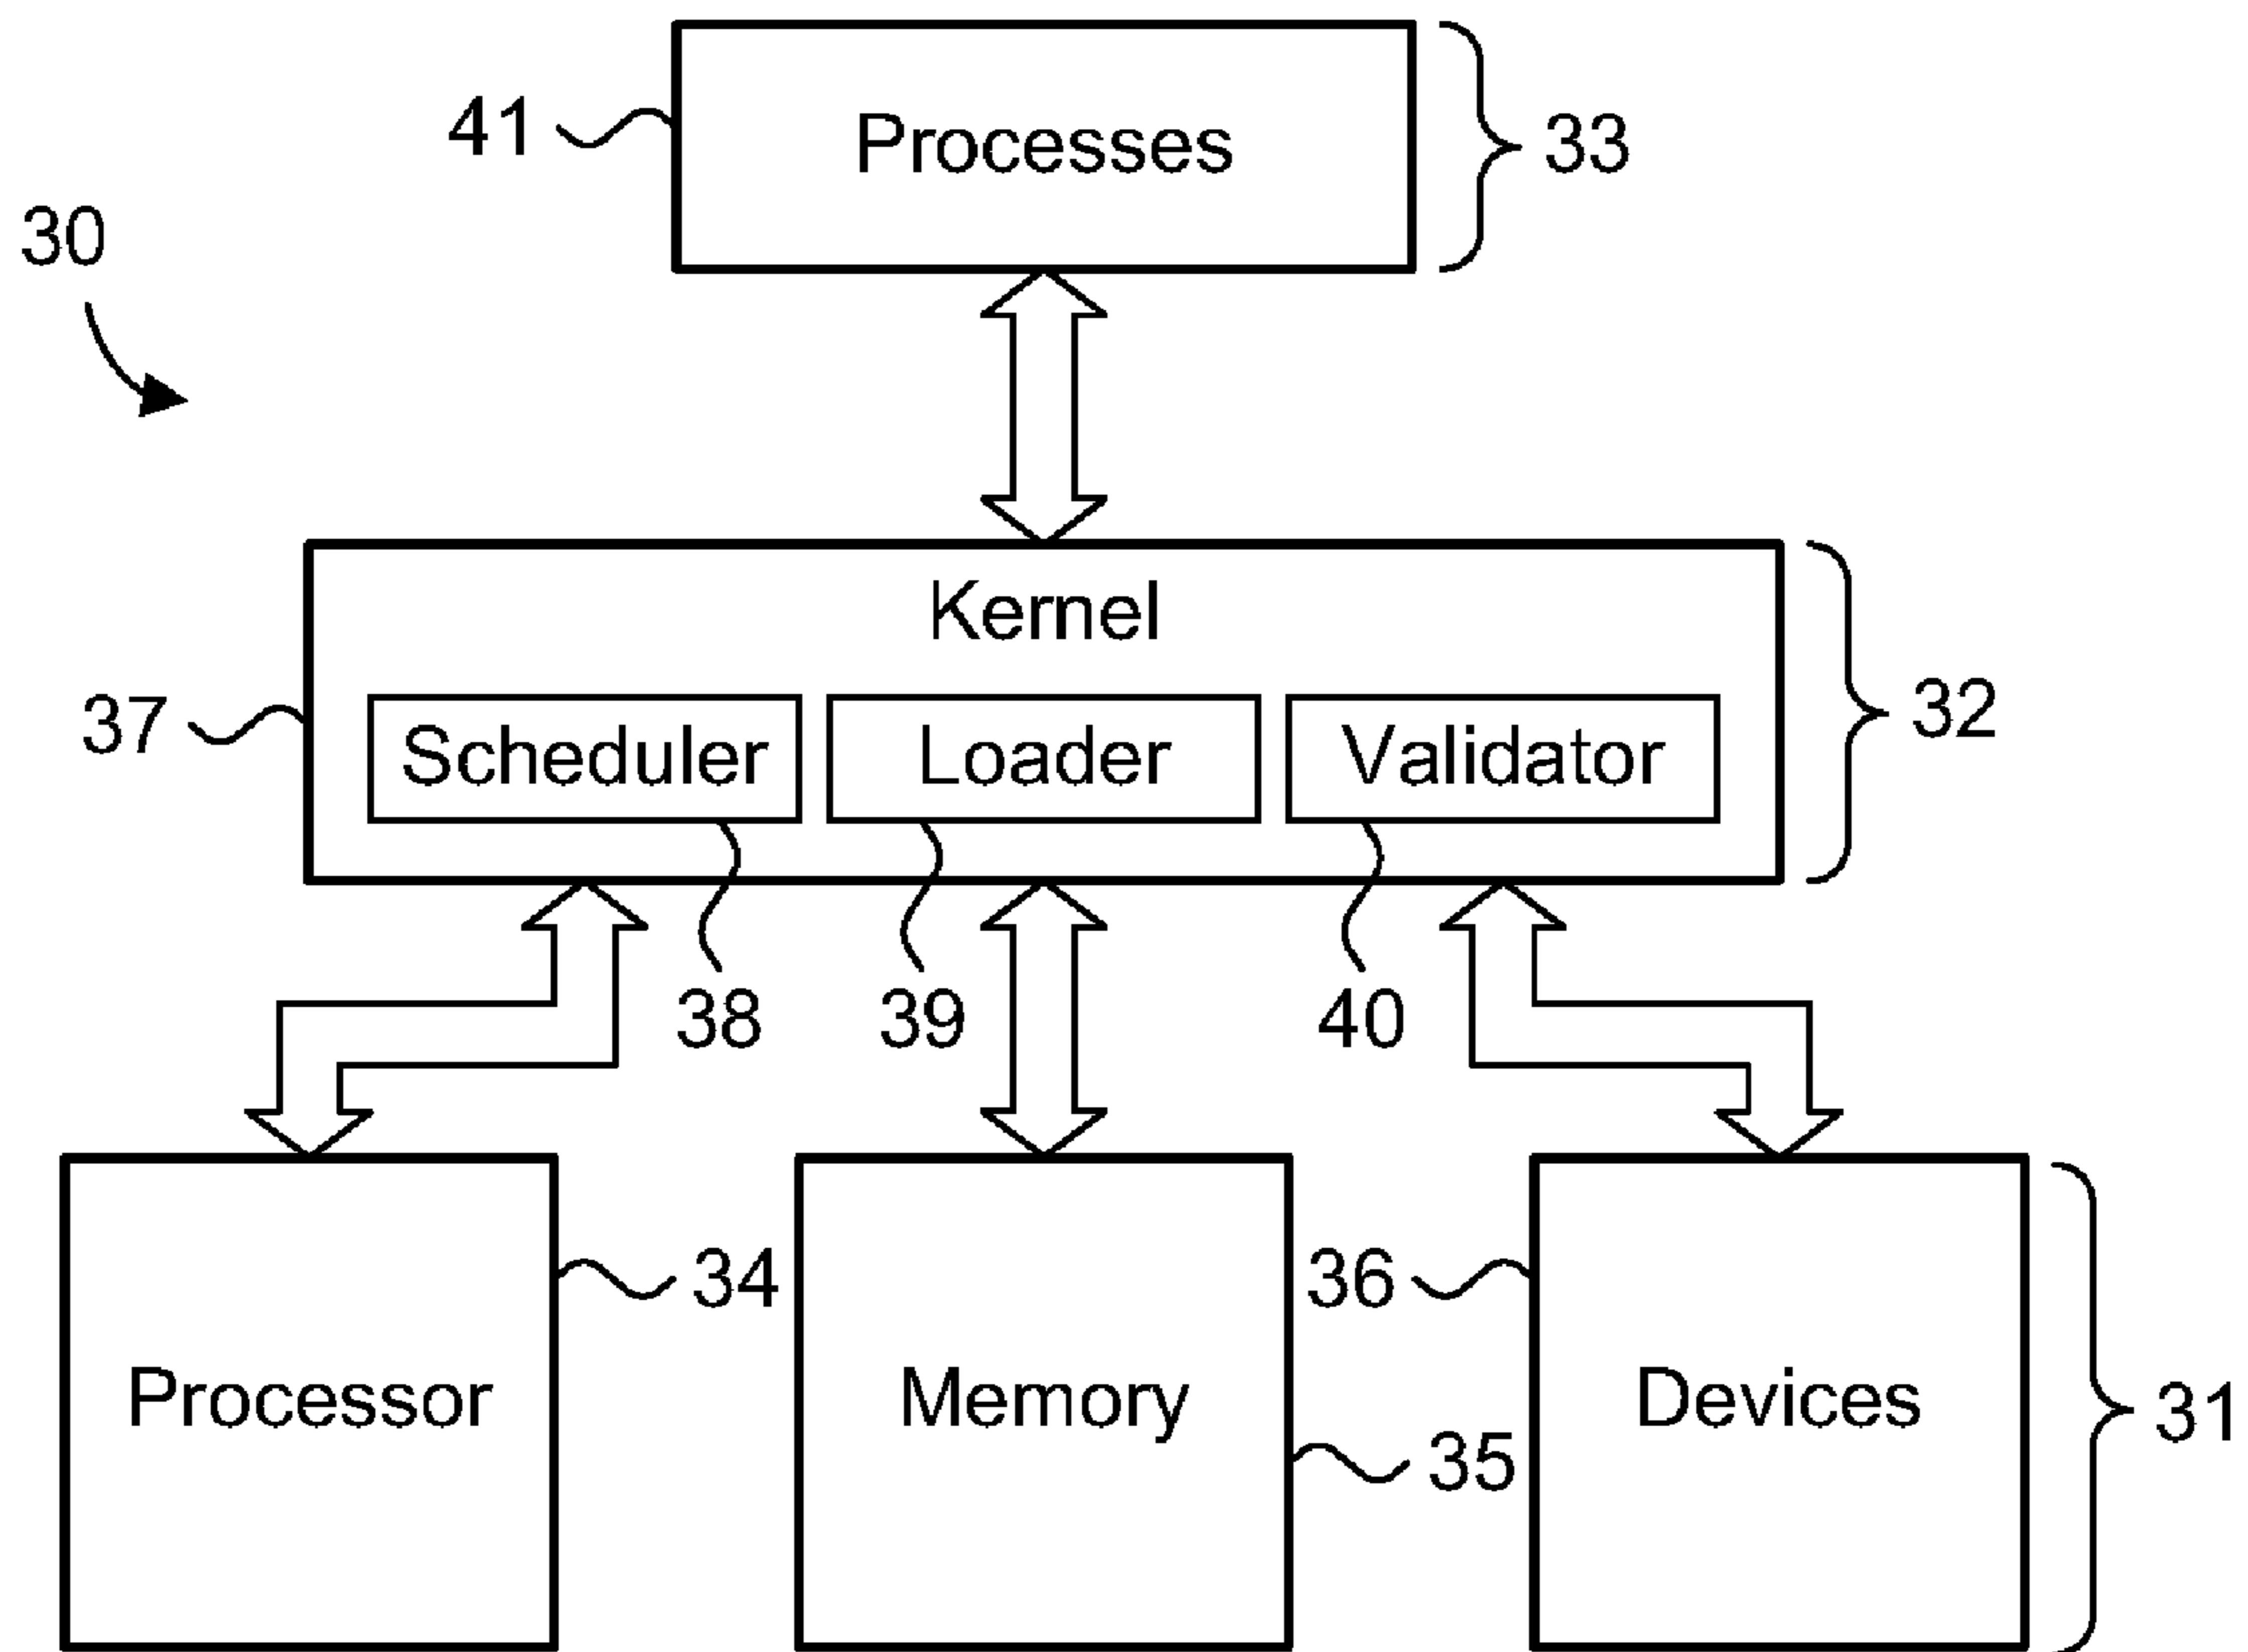 41
Processes
33
30
Kernel
37
Scheduler
Loader
Validator
32
38
39
40
34
36
Processor
Memory
Devices
31
35